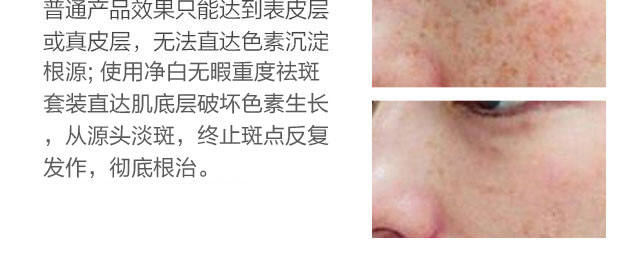 普通产品效果只能达到表皮层
或真皮层，无法直达色素沉淀
根源; 使用净白无暇重度祛斑
套装直达肌底层破坏色素生长
，从源头淡斑，终止斑点反复
发作，彻底根治。